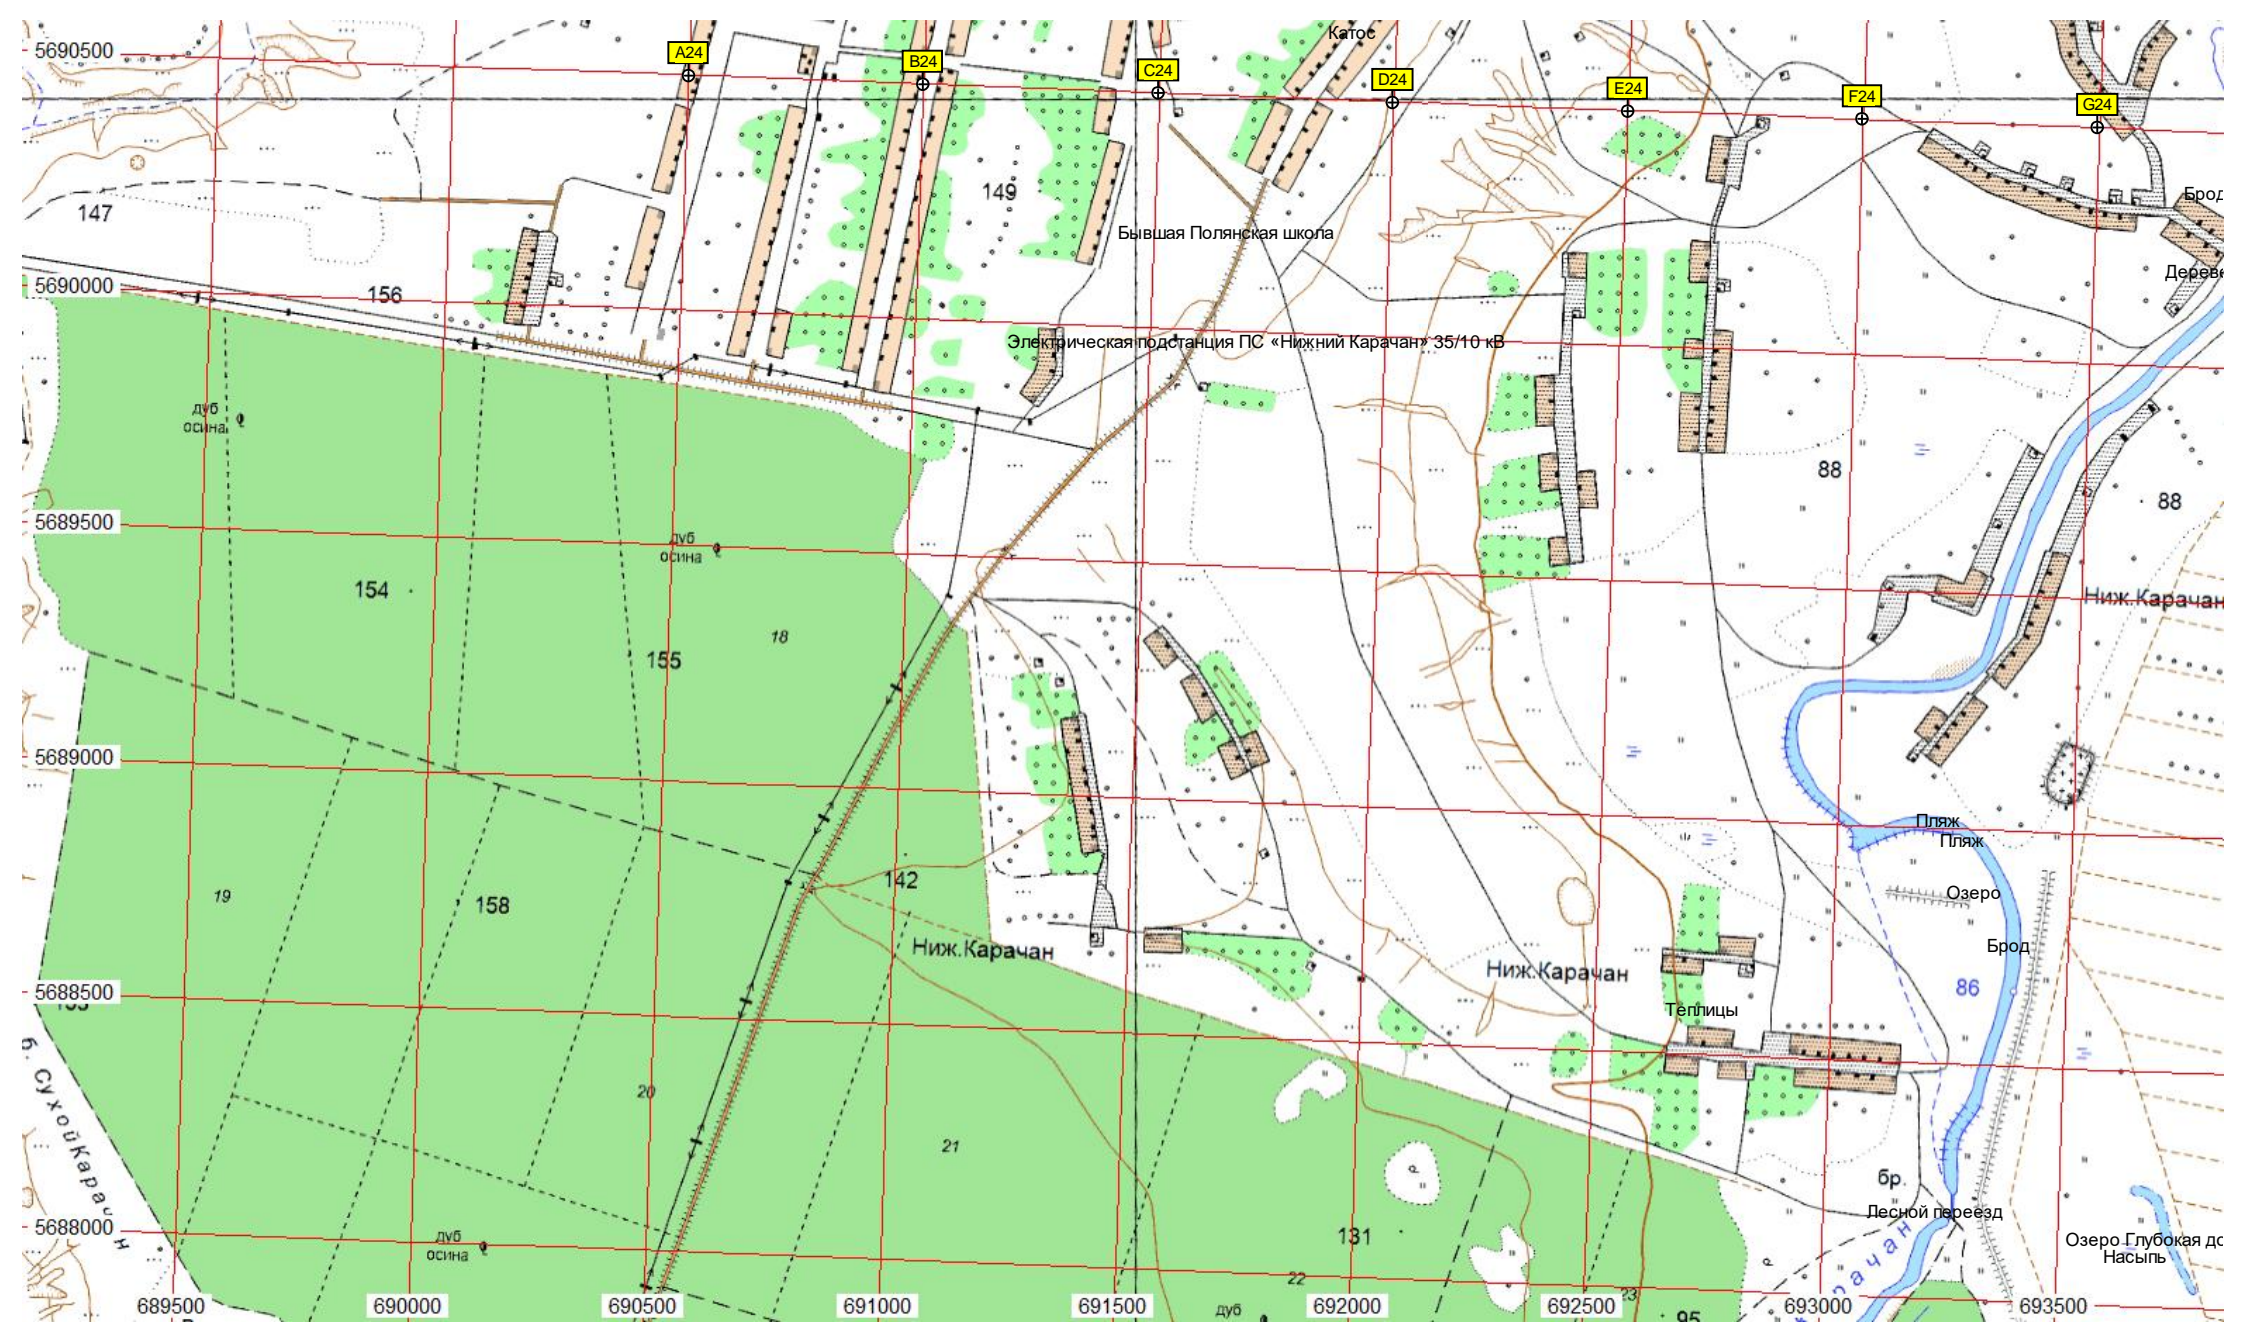 5690500
A24
B24
C24
Катос
D24
E24
F24
G24
147
149
Бывшая Полянская школа
Брод
5690000
156
Электрическая подстанция ПС «Нижний Карачан» 35/10 кВ
дуб
осина
88
88
5689500
дуб
осина
154
155
18
Ниж.Карачан
5689000
19
158
142
Ниж.Карачан
Ниж.Карачан
Пляж
Пляж
Озеро
Брод
86
Теплицы
5688500
б. Сухой Карачан
20
21
131
22
23
бр.
Лесной переезд
Озеро Глубокая до
Насыпь
5688000
дуб
осина
дуб
95
689500
690000
690500
691000
691500
692000
692500
693000
693500